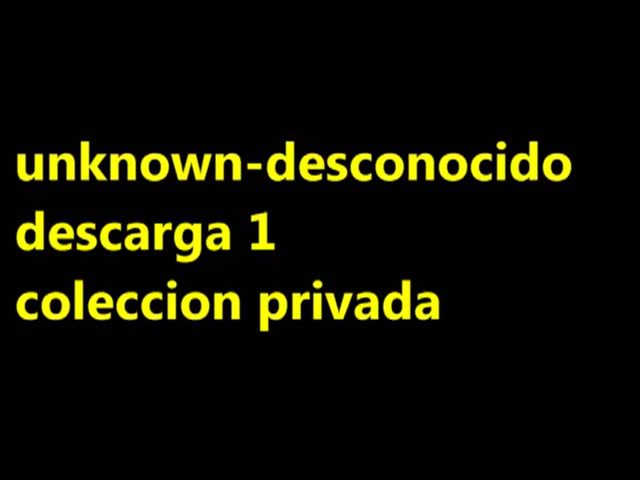 unknown-desconocido
descarga 1
coleccion privada